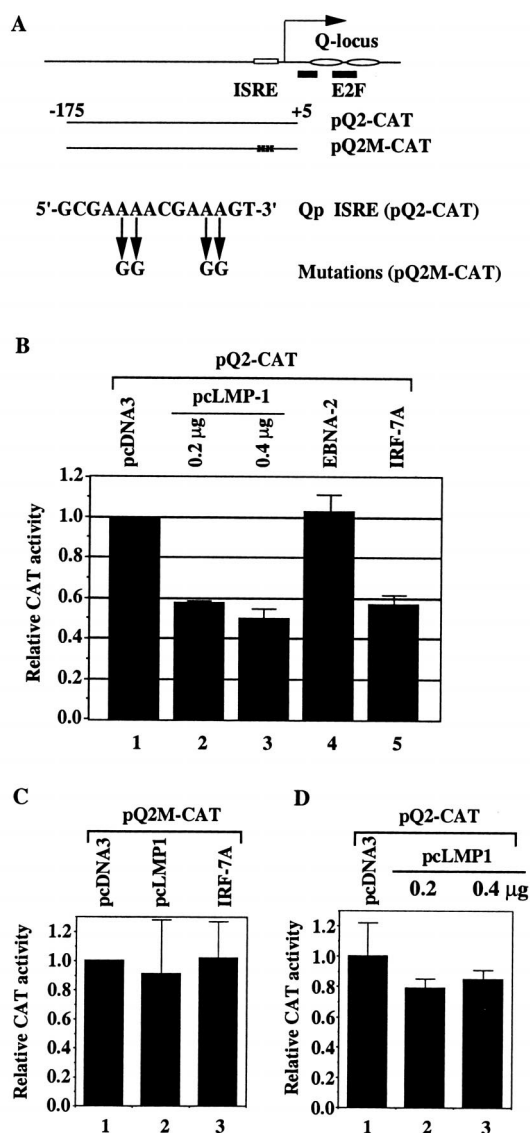 A
Q-locus
ISRE E2F
-175 +5 pQ2-CAT
pQ2M-CAT
5'-GCGAAAACGAAAGT-3' Qp ISRE (pQ2-CAT)
GG GG Mutations (pQ2M-CAT)
B
pQ2-CAT
pcDNA3
pcLMP-1
0.2 µg
0.4 µg
EBNA-2
IRF-7A
Relative CAT activity
1.2
1.0
0.8
0.6
0.4
0.2
0.0
1 2 3 4 5
C
pQ2M-CAT
pcDNA3
pcLMP1
IRF-7A
Relative CAT activity
1.2
1.0
0.8
0.6
0.4
0.2
0.0
1 2 3
D
pQ2-CAT
pcDNA3
pcLMP1
0.2 0.4 µg
Relative CAT activity
1.2
1.0
0.8
0.6
0.4
0.2
0.0
1 2 3